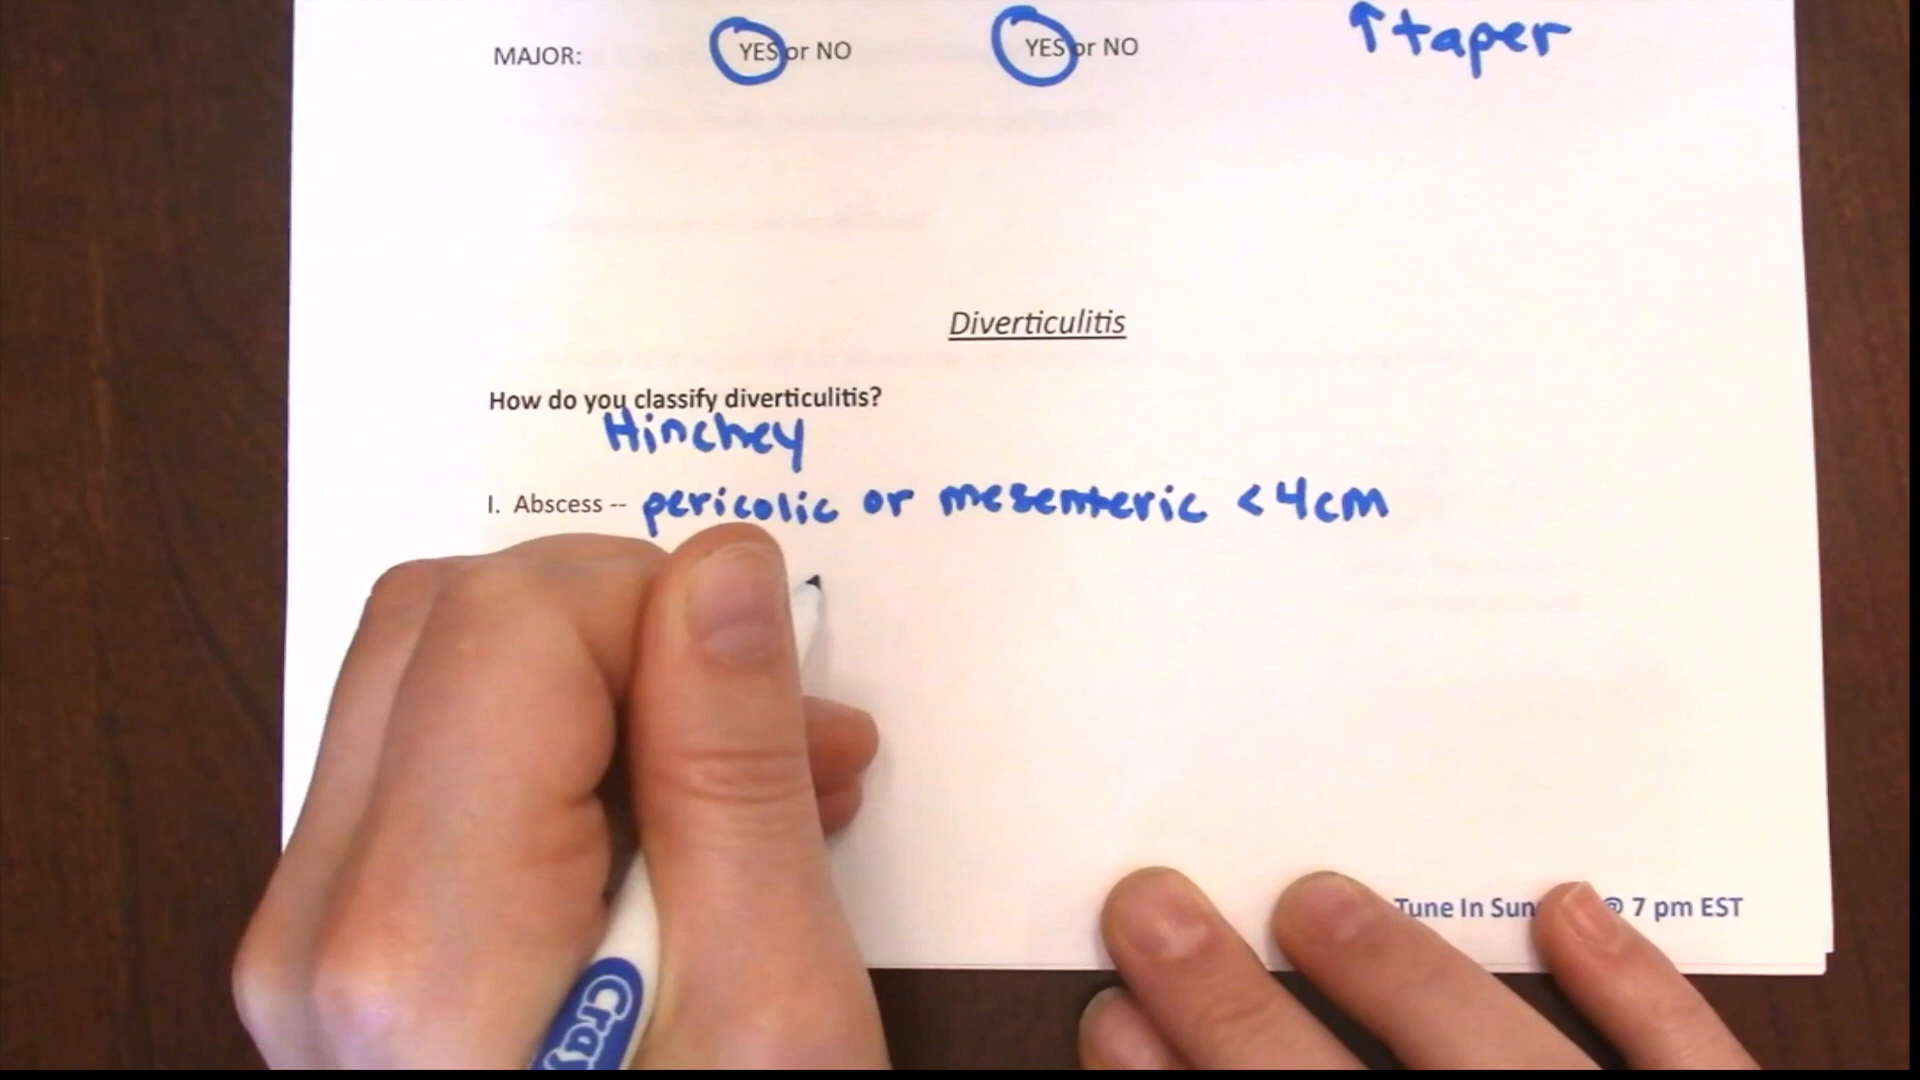 MAJOR: YES or NO YES or NO ↑ taper
Diverticulitis
How do you classify diverticulitis?
Hinchey
I. Abscess -- pericolic or mesenteric <4cm
Tune In Sun @ 7 pm EST
Cray